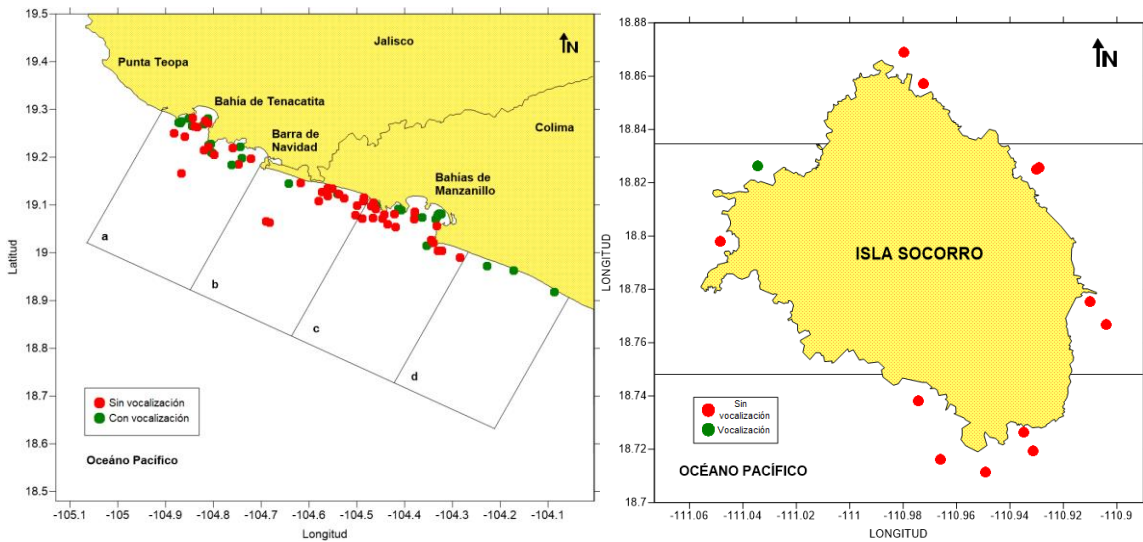 19.5
19.4
19.3
19.2
19.1
19
18.9
18.8
18.7
18.6
18.5
Latitud
Jalisco
N
Punta Teopa
Bahía de Tenacatita
Barra de
Navidad
Colima
Bahías de
Manzanillo
a
b
c
d
Sin vocalización
Con vocalización
Oceáno Pacífico
-105.1 -105 -104.9 -104.8 -104.7 -104.6 -104.5 -104.4 -104.3 -104.2 -104.1
Longitud
18.88
18.86
18.84
18.82
18.8
18.78
18.76
18.74
18.72
18.7
LONGITUD
N
ISLA SOCORRO
Sin
vocalización
Vocalización
OCÉANO PACÍFICO
-111.06 -111.04 -111.02 -111 -110.98 -110.96 -110.94 -110.92 -110.9
LONGITUD